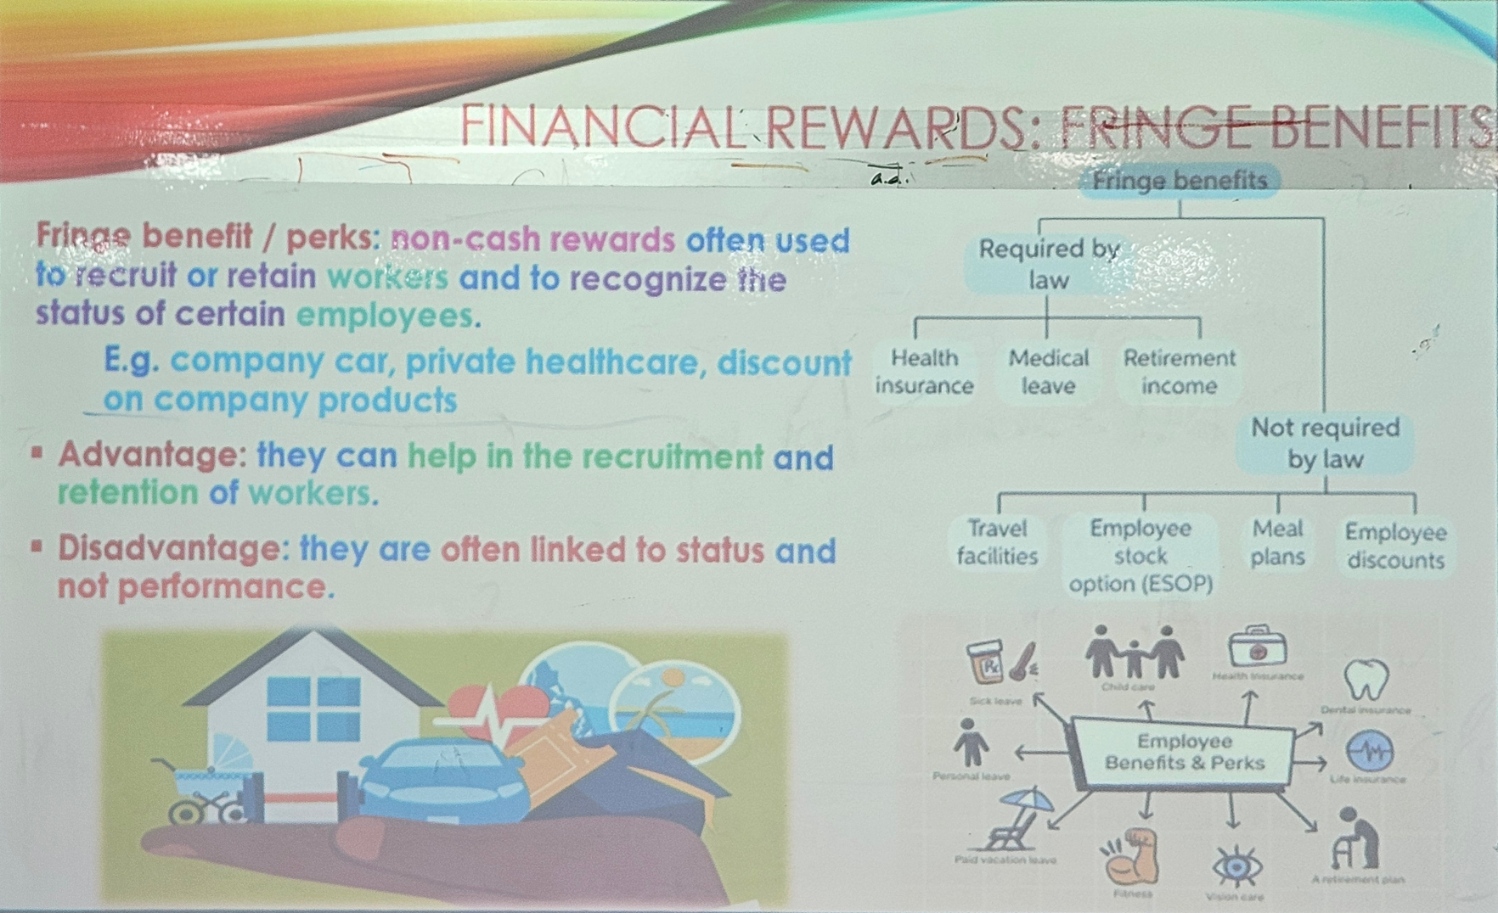 FINANCIAL REWARDS: FRINGE BENEFITS
a.d.
Fringe benefit / perks: non-cash rewards often used
to recruit or retain workers and to recognize the
status of certain employees.
E.g. company car, private healthcare, discount
on company products
▪ Advantage: they can help in the recruitment and
retention of workers.
▪ Disadvantage: they are often linked to status and
not performance.
Fringe benefits
Required by
law
Health
insurance
Medical
leave
Retirement
income
Not required
by law
Travel
facilities
Employee
stock
option (ESOP)
Meal
plans
Employee
discounts
Employee
Benefits & Perks
Rx
Sick leave
Child care
Health Insurance
Dental insurance
Personal leave
Life insurance
Paid vacation leave
Fitness
Vision care
A retirement plan